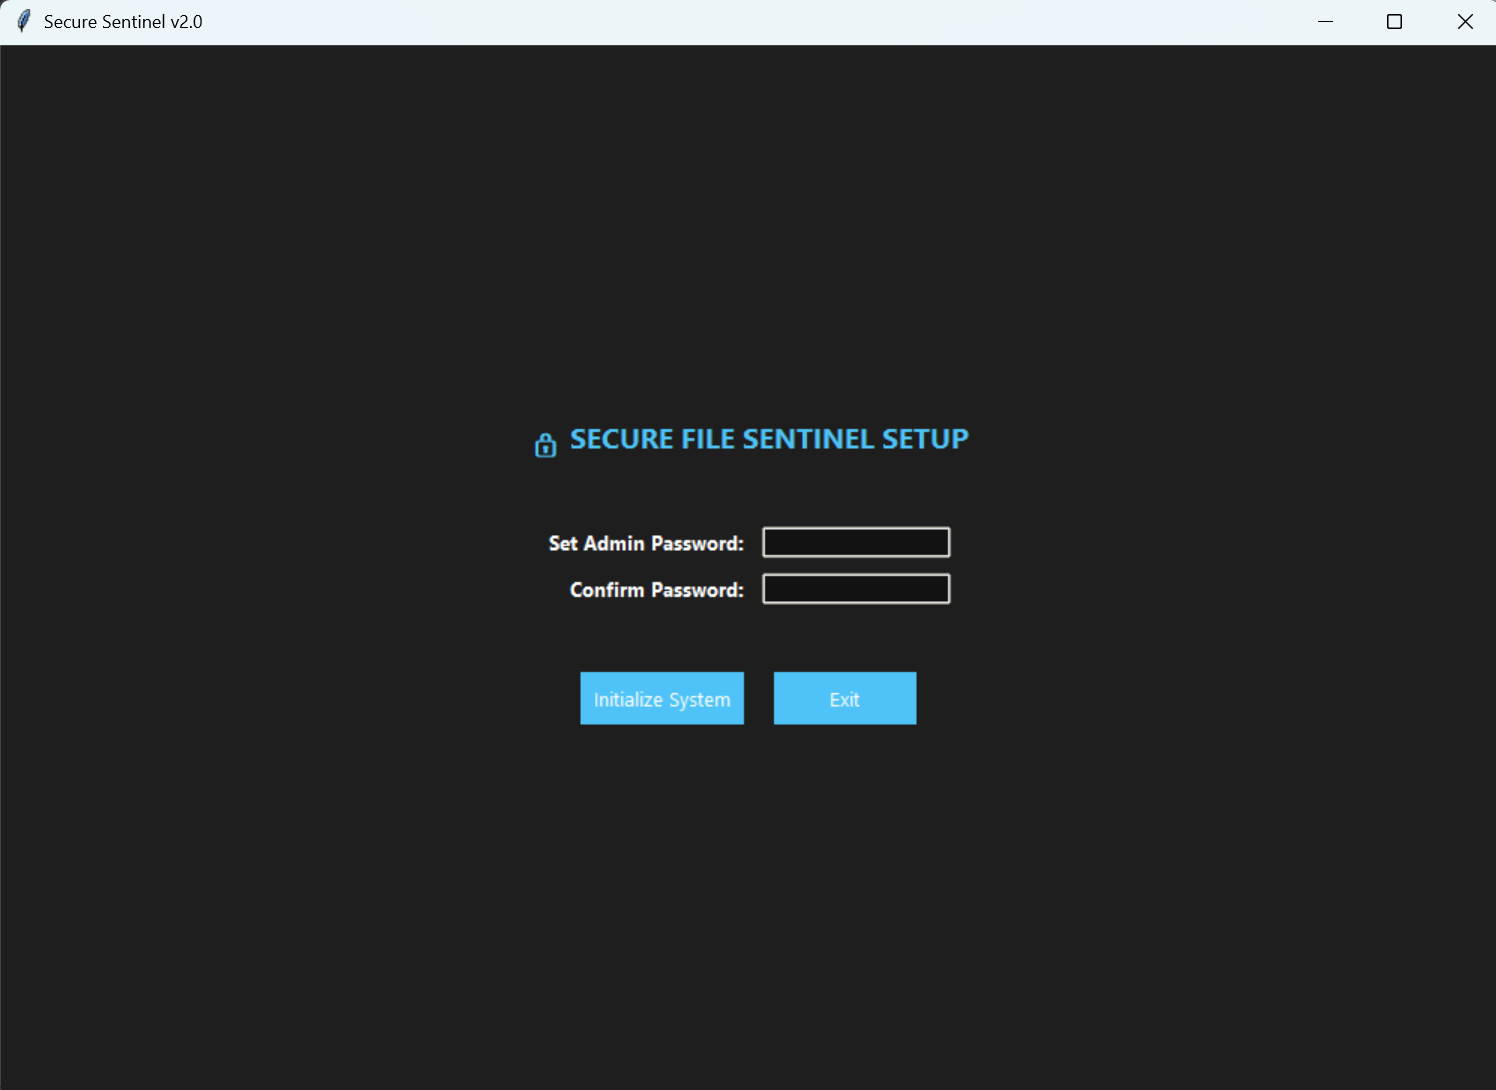 Secure Sentinel v2.0
SECURE FILE SENTINEL SETUP
Set Admin Password:
Confirm Password:
Initialize System
Exit